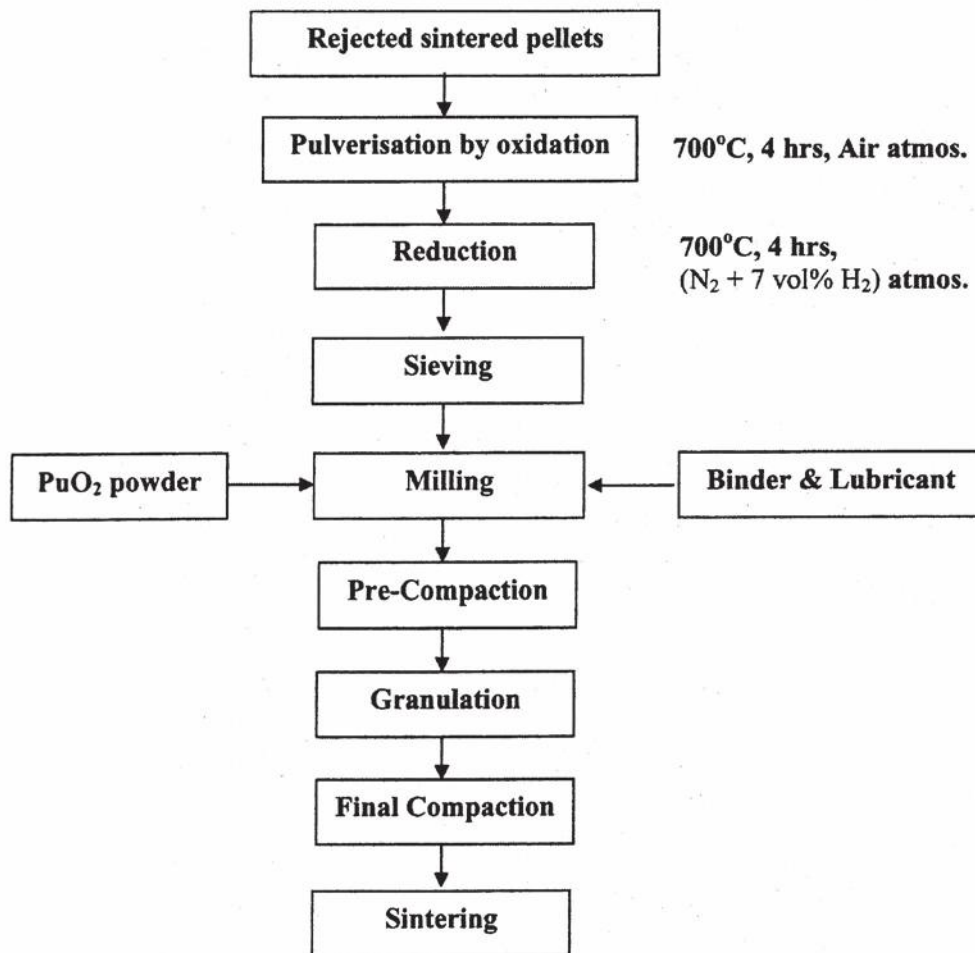 Rejected sintered pellets
Pulverisation by oxidation
700°C, 4 hrs, Air atmos.
Reduction
700°C, 4 hrs,
(N₂ + 7 vol% H₂) atmos.
Sieving
PuO₂ powder
Milling
Binder & Lubricant
Pre-Compaction
Granulation
Final Compaction
Sintering